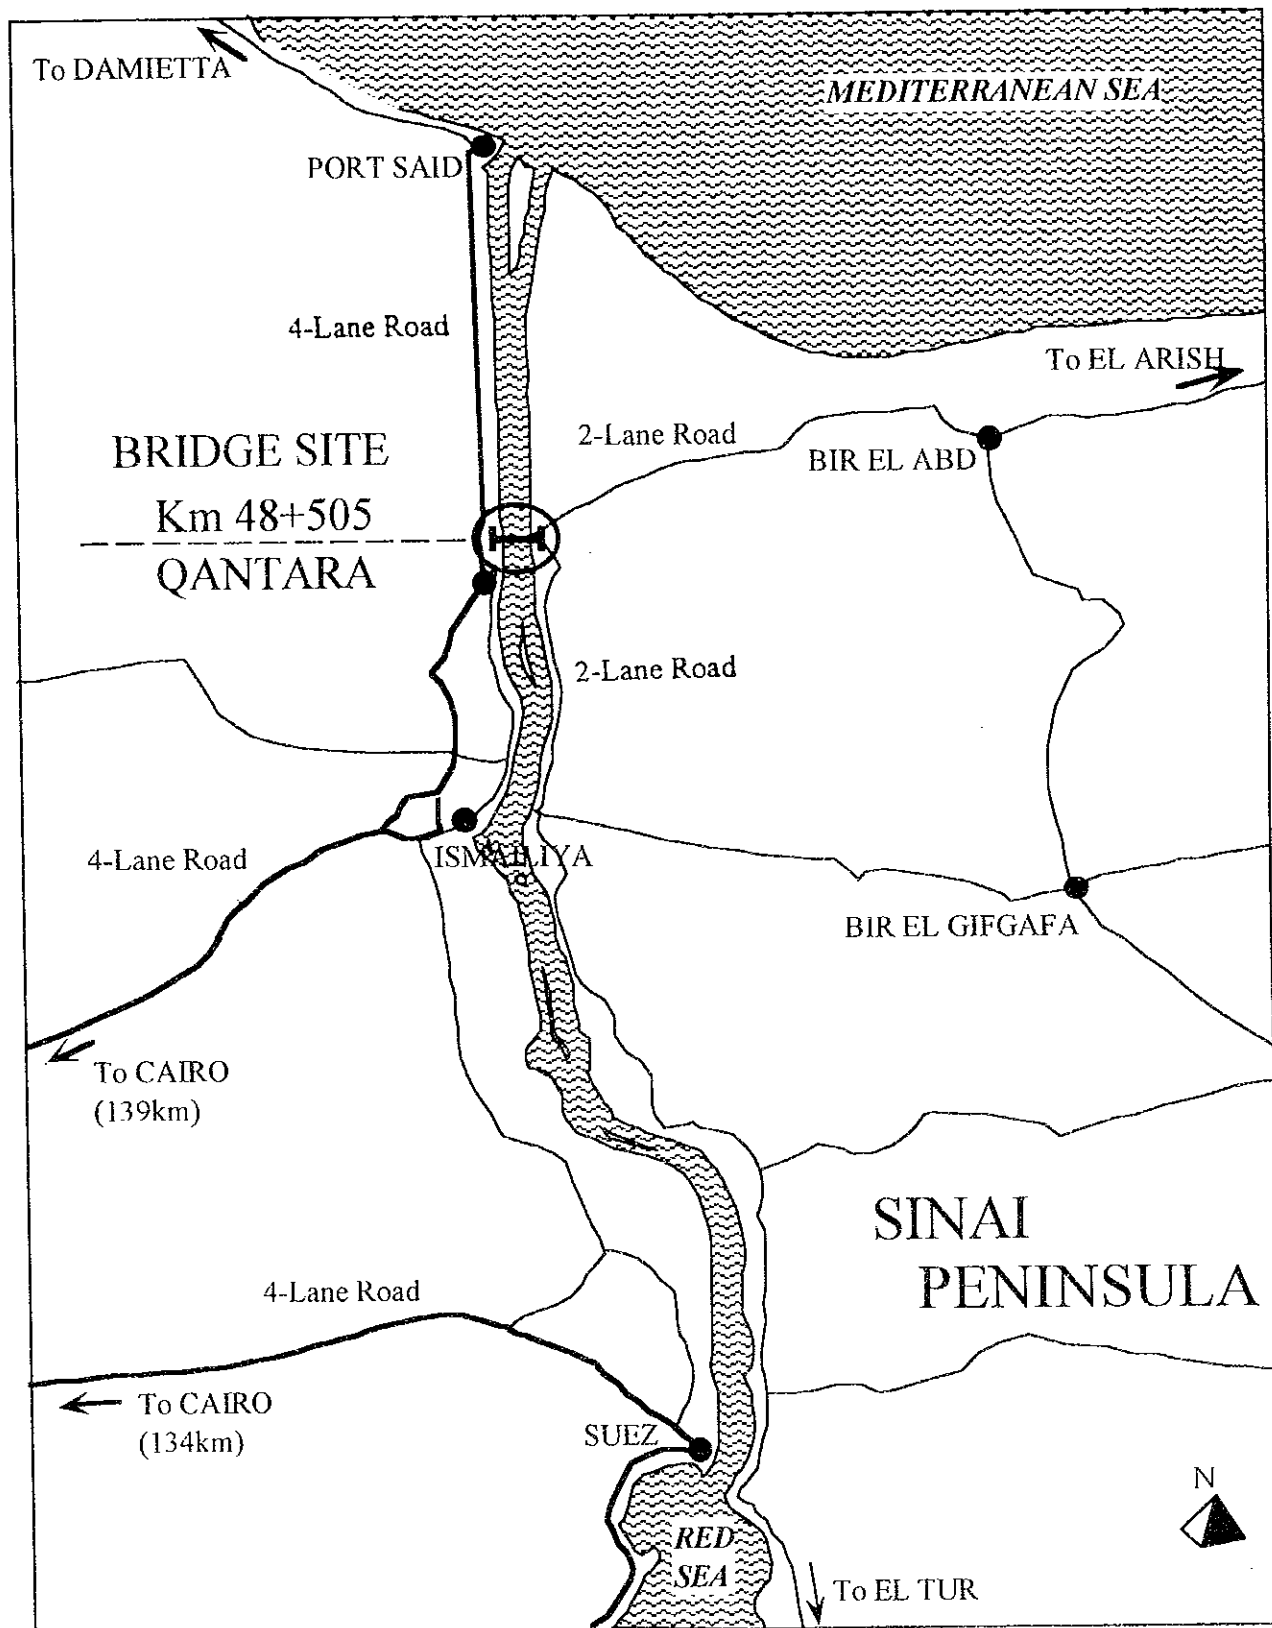 To DAMIETTA
MEDITERRANEAN SEA
PORT SAID
4-Lane Road
To EL ARISH
2-Lane Road
BRIDGE SITE
BIR EL ABD
Km 48+505
QANTARA
2-Lane Road
4-Lane Road
ISMAILIYA
BIR EL GIFGAFA
To CAIRO
(139km)
SINAI
PENINSULA
4-Lane Road
To CAIRO
(134km)
SUEZ
N
RED
SEA
To EL TUR